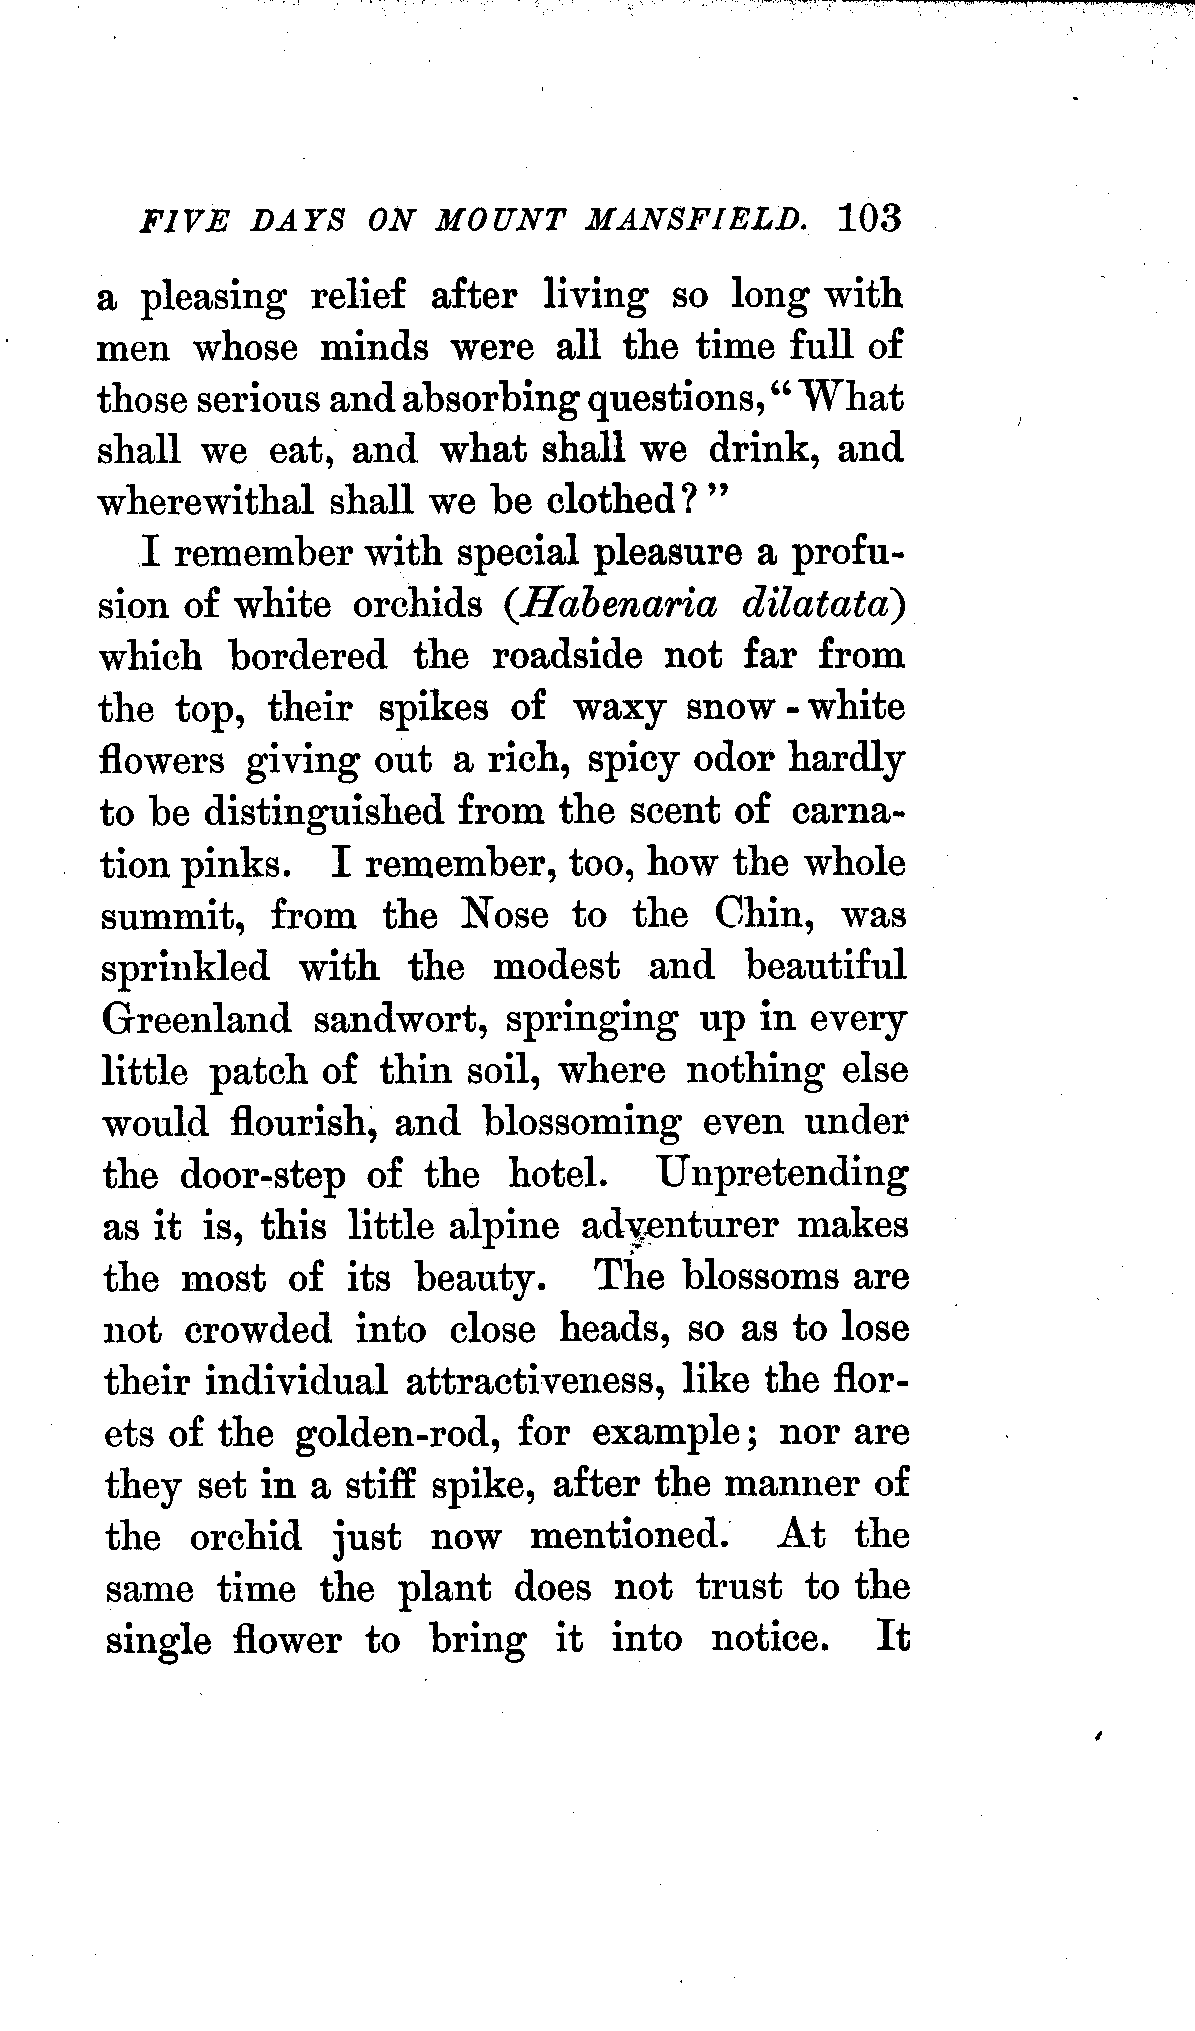 FIVE DAYS ON MOUNT MANSFIELD. 103
a pleasing relief after living so long with
men whose minds were all the time full of
those serious and absorbing questions, “What
shall we eat, and what shall we drink, and
wherewithal shall we be clothed?”
I remember with special pleasure a profu-
sion of white orchids (Habenaria dilatata)
which bordered the roadside not far from
the top, their spikes of waxy snow-white
flowers giving out a rich, spicy odor hardly
to be distinguished from the scent of carna-
tion pinks. I remember, too, how the whole
summit, from the Nose to the Chin, was
sprinkled with the modest and beautiful
Greenland sandwort, springing up in every
little patch of thin soil, where nothing else
would flourish, and blossoming even under
the door-step of the hotel. Unpretending
as it is, this little alpine adventurer makes
the most of its beauty. The blossoms are
not crowded into close heads, so as to lose
their individual attractiveness, like the flor-
ets of the golden-rod, for example; nor are
they set in a stiff spike, after the manner of
the orchid just now mentioned. At the
same time the plant does not trust to the
single flower to bring it into notice. It